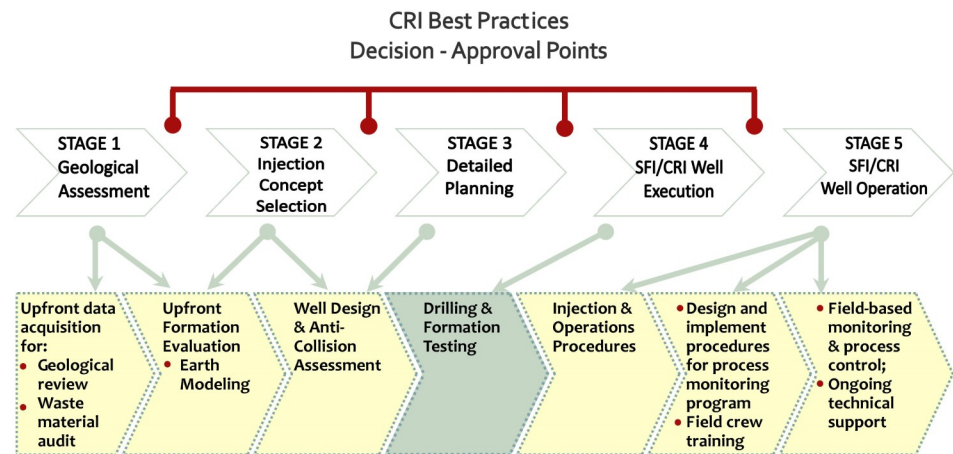 CRI Best Practices
Decision - Approval Points
STAGE 1
Geological
Assessment
STAGE 2
Injection
Concept
Selection
STAGE 3
Detailed
Planning
STAGE 4
SFI/CRI Well
Execution
STAGE 5
SFI/CRI
Well Operation
Upfront data
acquisition
for:
• Geological
review
• Waste
material
audit
Upfront
Formation
Evaluation
• Earth
Modeling
Well Design
& Anti-
Collision
Assessment
Drilling &
Formation
Testing
Injection &
Operations
Procedures
• Design and
implement
procedures
for process
monitoring
program
• Field crew
training
• Field-based
monitoring
& process
control;
• Ongoing
technical
support